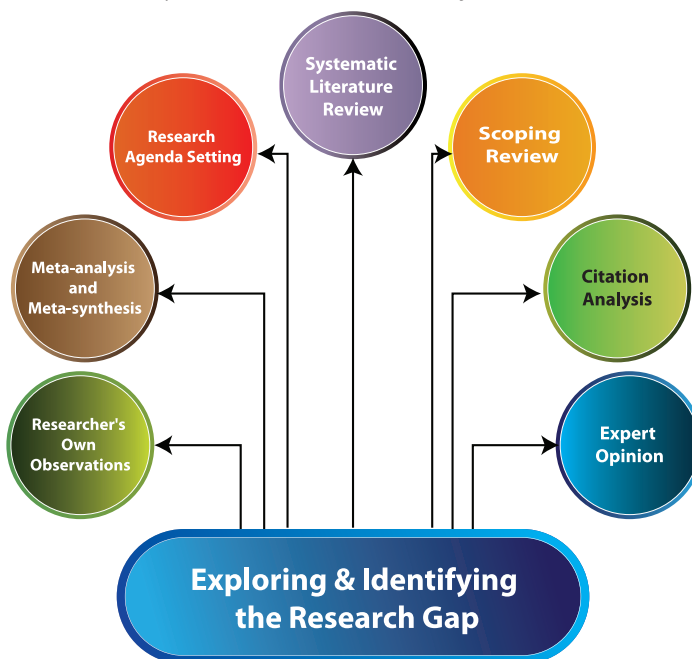 Systematic
Literature
Review
Research
Agenda Setting
Scoping
Review
Meta-analysis
and
Meta-synthesis
Citation
Analysis
Researcher's
Own
Observations
Expert
Opinion
Exploring & Identifying
the Research Gap